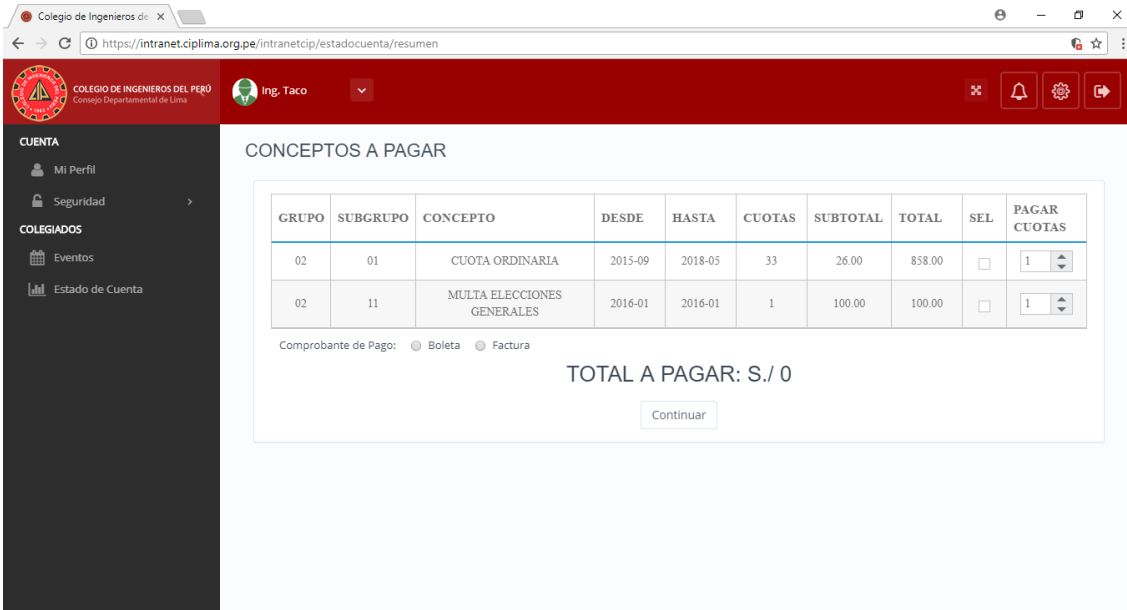 Colegio de Ingenieros de
https://intranet.ciplima.org.pe/intranetcip/estadocuenta/resumen
COLEGIO DE INGENIEROS DEL PERÚ
Consejo Departamental de Lima
Ing. Taco
CUENTA
Mi Perfil
Seguridad
COLEGIADOS
Eventos
Estado de Cuenta
CONCEPTOS A PAGAR
GRUPO SUBGRUPO CONCEPTO DESDE HASTA CUOTAS SUBTOTAL TOTAL SEL PAGAR CUOTAS
02 01 CUOTA ORDINARIA 2015-09 2018-05 33 26.00 858.00 1
02 11 MULTA ELECCIONES GENERALES 2016-01 2016-01 1 100.00 100.00 1
Comprobante de Pago: Boleta Factura
TOTAL A PAGAR: S./ 0
Continuar